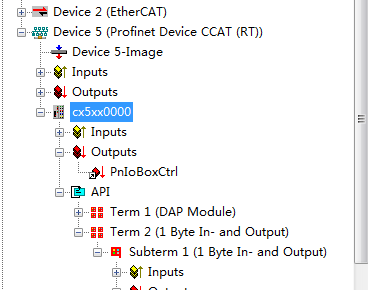 Device 2 (EtherCAT)
Device 5 (Profinet Device CCAT (RT))
Device 5-Image
Inputs
Outputs
cx5xx0000
Inputs
Outputs
PnIoBoxCtrl
API
Term 1 (DAP Module)
Term 2 (1 Byte In- and Output)
Subterm 1 (1 Byte In- and Output)
Inputs
Outputs